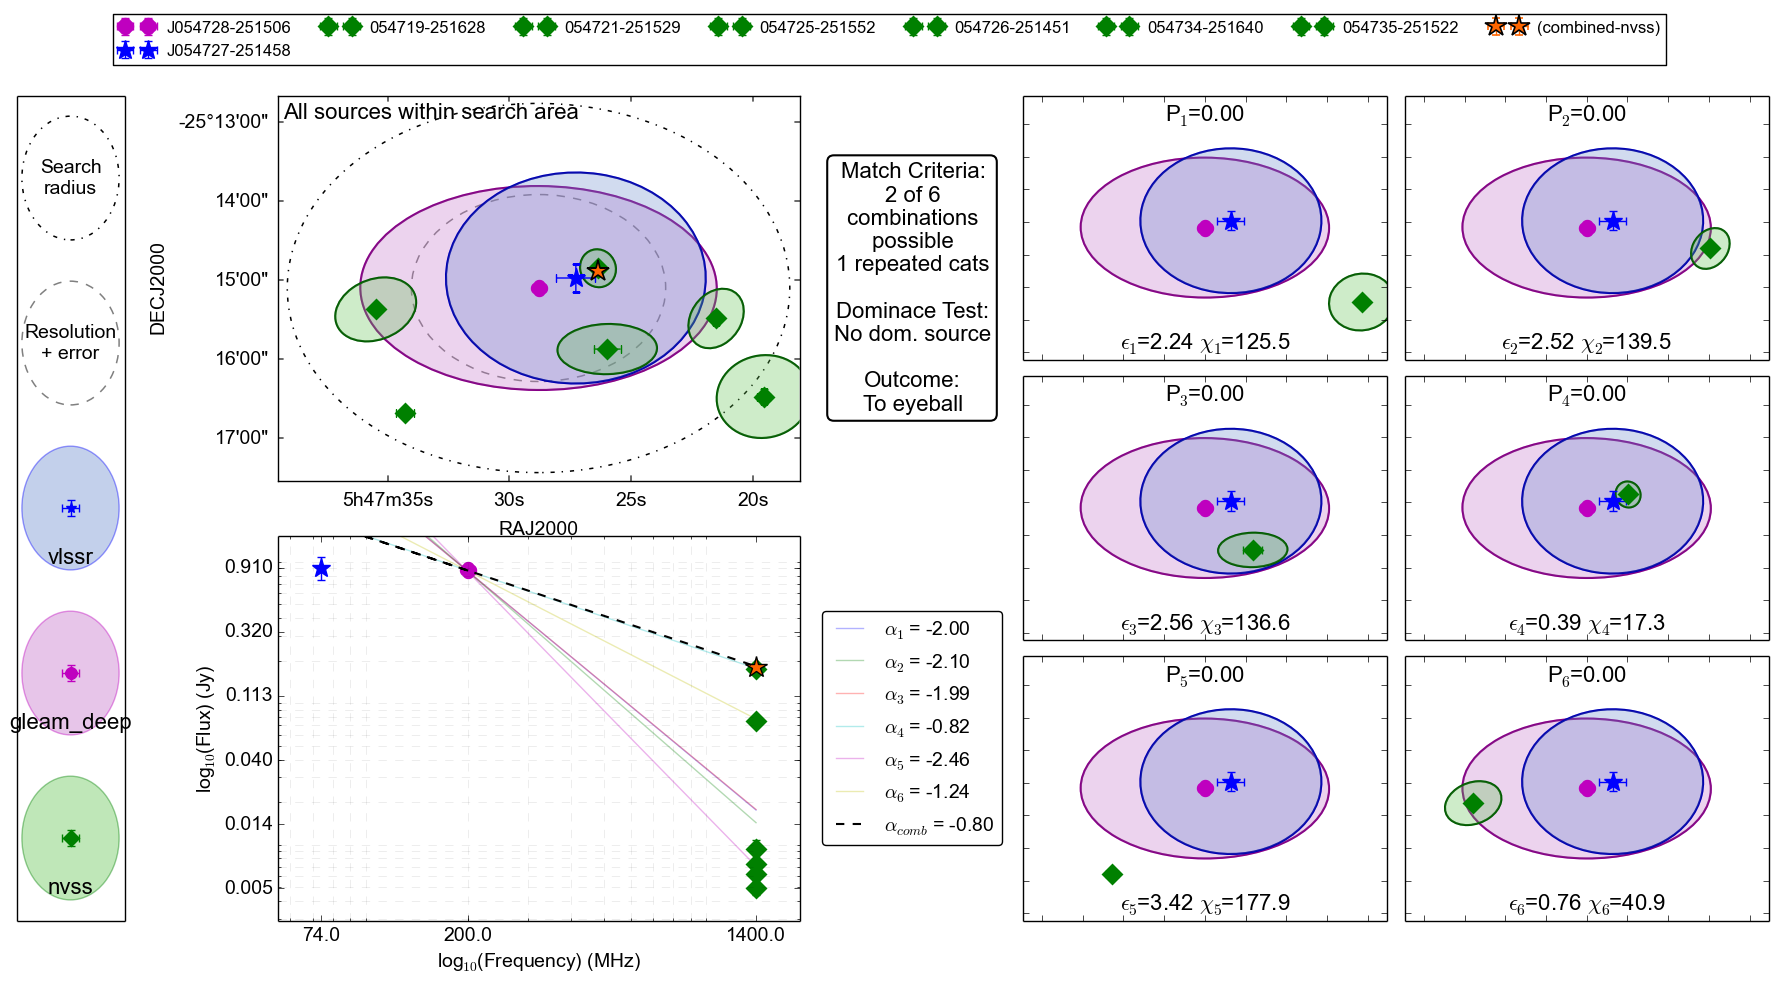 J054728-251506 054719-251628 054721-251529 054725-251552 054726-251451 054734-251640 054735-251522 (combined-nvss)
J054727-251458
Search
radius
Resolution
+ error
vlssr
gleam_deep
nvss
All sources within search area
DECJ2000
-25°13'00"
14'00"
15'00"
16'00"
17'00"
5h47m35s 30s 25s 20s
RAJ2000
Match Criteria:
2 of 6
combinations
possible
1 repeated cats
Dominace Test:
No dom. source
Outcome:
To eyeball
log10(Flux) (Jy)
0.910
0.320
0.113
0.040
0.014
0.005
74.0 200.0 1400.0
log10(Frequency) (MHz)
α1 = -2.00
α2 = -2.10
α3 = -1.99
α4 = -0.82
α5 = -2.46
α6 = -1.24
αcomb = -0.80
P1=0.00
ϵ1=2.24 χ1=125.5
P2=0.00
ϵ2=2.52 χ2=139.5
P3=0.00
ϵ3=2.56 χ3=136.6
P4=0.00
ϵ4=0.39 χ4=17.3
P5=0.00
ϵ5=3.42 χ5=177.9
P6=0.00
ϵ6=0.76 χ6=40.9